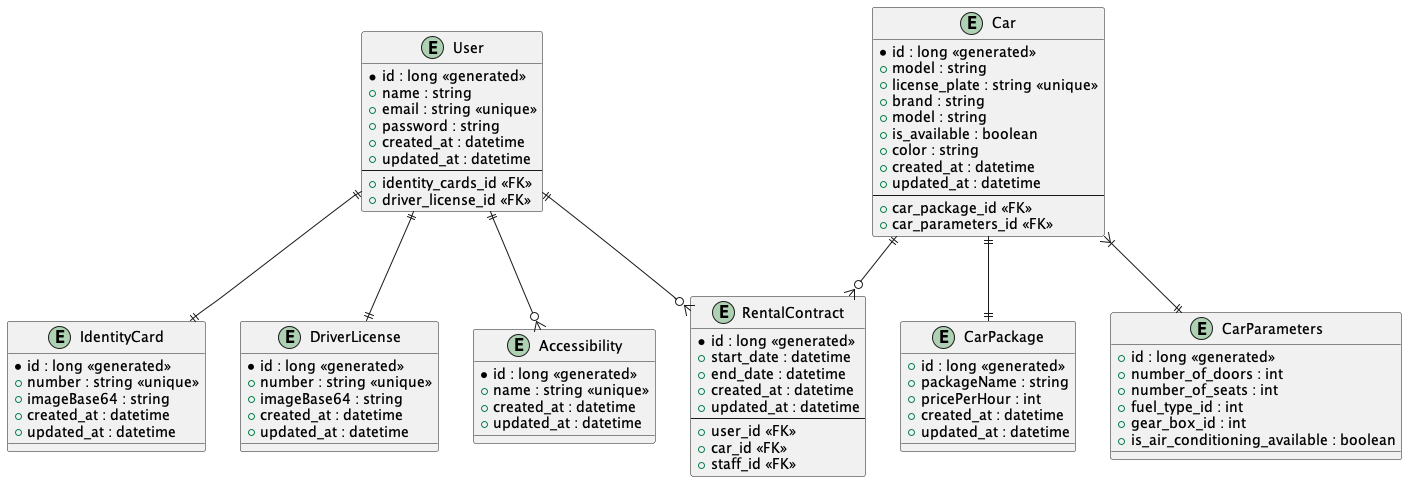 E User
id : long «generated»
name : string
email : string «unique»
password : string
created_at : datetime
updated_at : datetime
identity_cards_id «FK»
driver_license_id «FK»
E Car
id : long «generated»
model : string
license_plate : string «unique»
brand : string
model : string
is_available : boolean
color : string
created_at : datetime
updated_at : datetime
car_package_id «FK»
car_parameters_id «FK»
E IdentityCard
id : long «generated»
number : string «unique»
imageBase64 : string
created_at : datetime
updated_at : datetime
E DriverLicense
id : long «generated»
number : string «unique»
imageBase64 : string
created_at : datetime
updated_at : datetime
E Accessibility
id : long «generated»
name : string «unique»
created_at : datetime
updated_at : datetime
E RentalContract
id : long «generated»
start_date : datetime
end_date : datetime
created_at : datetime
updated_at : datetime
user_id «FK»
car_id «FK»
staff_id «FK»
E CarPackage
id : long «generated»
packageName : string
pricePerHour : int
created_at : datetime
updated_at : datetime
E CarParameters
id : long «generated»
number_of_doors : int
number_of_seats : int
fuel_type_id : int
gear_box_id : int
is_air_conditioning_available : boolean